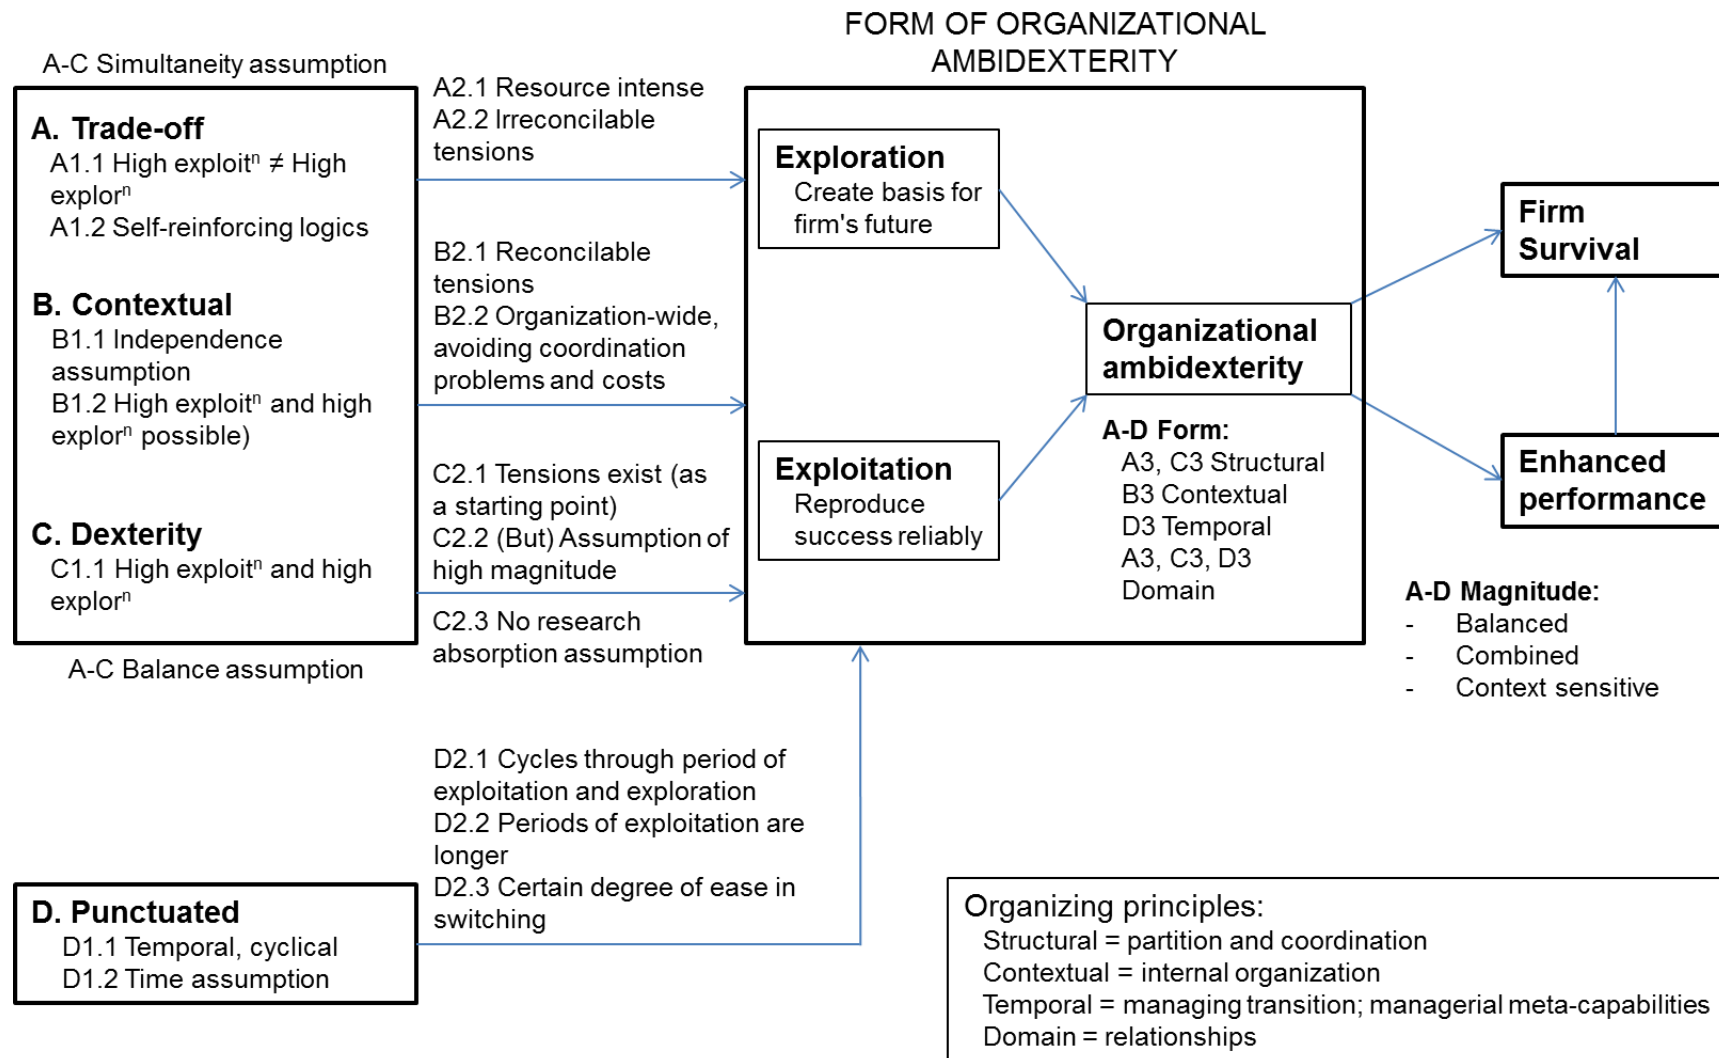 FORM OF ORGANIZATIONAL
AMBIDEXTERITY
A-C Simultaneity assumption
A. Trade-off
A1.1 High exploitⁿ ≠ High
explorⁿ
A1.2 Self-reinforcing logics
B. Contextual
B1.1 Independence
assumption
B1.2 High exploitⁿ and high
explorⁿ possible)
C. Dexterity
C1.1 High exploitⁿ and high
explorⁿ
A-C Balance assumption
D. Punctuated
D1.1 Temporal, cyclical
D1.2 Time assumption
A2.1 Resource intense
A2.2 Irreconcilable
tensions
B2.1 Reconcilable
tensions
B2.2 Organization-wide,
avoiding coordination
problems and costs
C2.1 Tensions exist (as
a starting point)
C2.2 (But) Assumption of
high magnitude
C2.3 No research
absorption assumption
D2.1 Cycles through period of
exploitation and exploration
D2.2 Periods of exploitation are
longer
D2.3 Certain degree of ease in
switching
Exploration
Create basis for
firm's future
Exploitation
Reproduce
success reliably
Organizational
ambidexterity
A-D Form:
A3, C3 Structural
B3 Contextual
D3 Temporal
A3, C3, D3
Domain
Firm
Survival
Enhanced
performance
A-D Magnitude:
- Balanced
- Combined
- Context sensitive
Organizing principles:
Structural = partition and coordination
Contextual = internal organization
Temporal = managing transition; managerial meta-capabilities
Domain = relationships